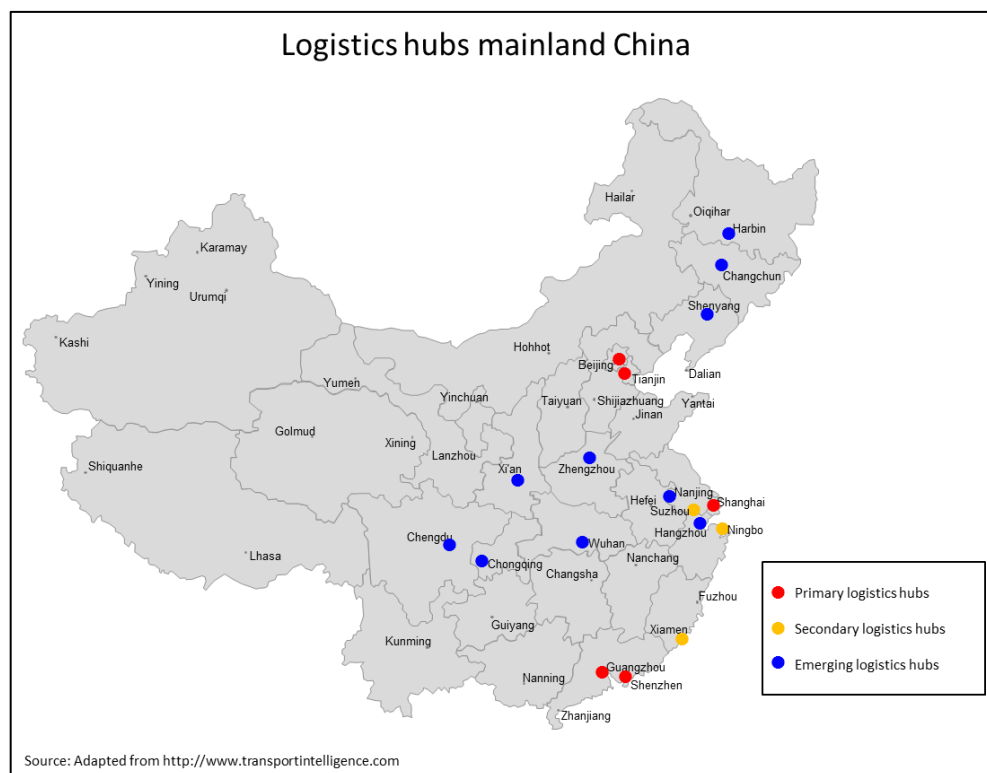 Logistics hubs mainland China
Hailar
Oiqihar
Harbin
Karamay
Changchun
Yining
Urumqi
Shenyang
Kashi
Hohhot
Beijing
Dalian
Tianjin
Yumen
Yinchuan
Taiyuan
Shijiazhuang
Yantai
Jinan
Golmud
Xining
Lanzhou
Shiquanhe
Xi'an
Zhengzhou
Hefei
Nanjing
Shanghai
Suzhou
Hangzhou
Ningbo
Chengdu
Wuhan
Lhasa
Chongqing
Nanchang
Changsha
Primary logistics hubs
Fuzhou
Guiyang
Xiamen
Secondary logistics hubs
Kunming
Emerging logistics hubs
Guangzhou
Nanning
Shenzhen
Zhanjiang
Source: Adapted from http://www.transportintelligence.com